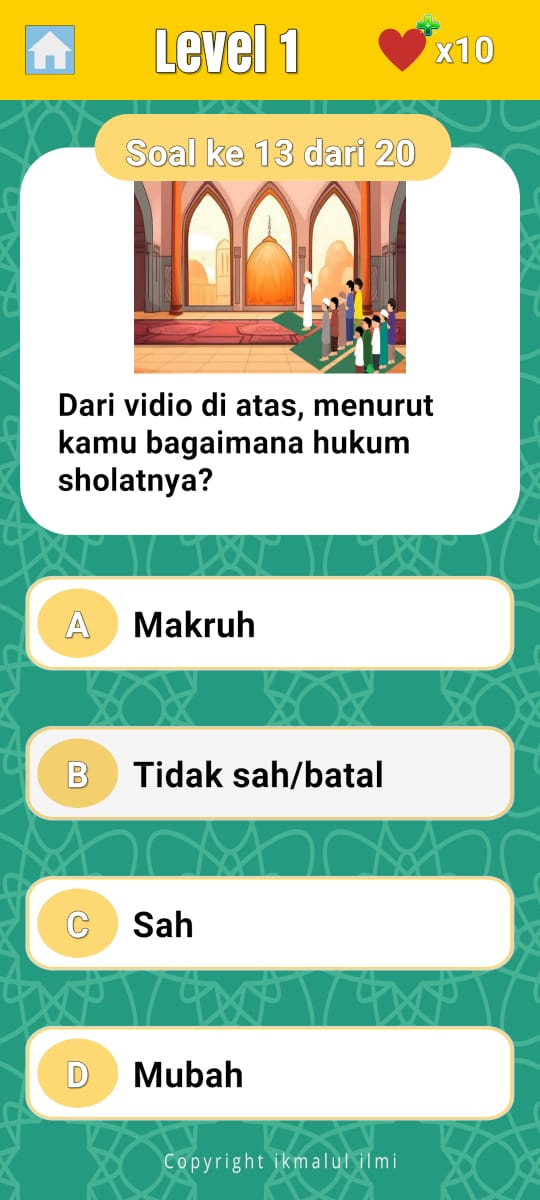 Level 1
x10
Soal ke 13 dari 20
Dari vidio di atas, menurut
kamu bagaimana hukum
sholatnya?
A Makruh
B Tidak sah/batal
C Sah
D Mubah
Copyright ikmalul ilmi